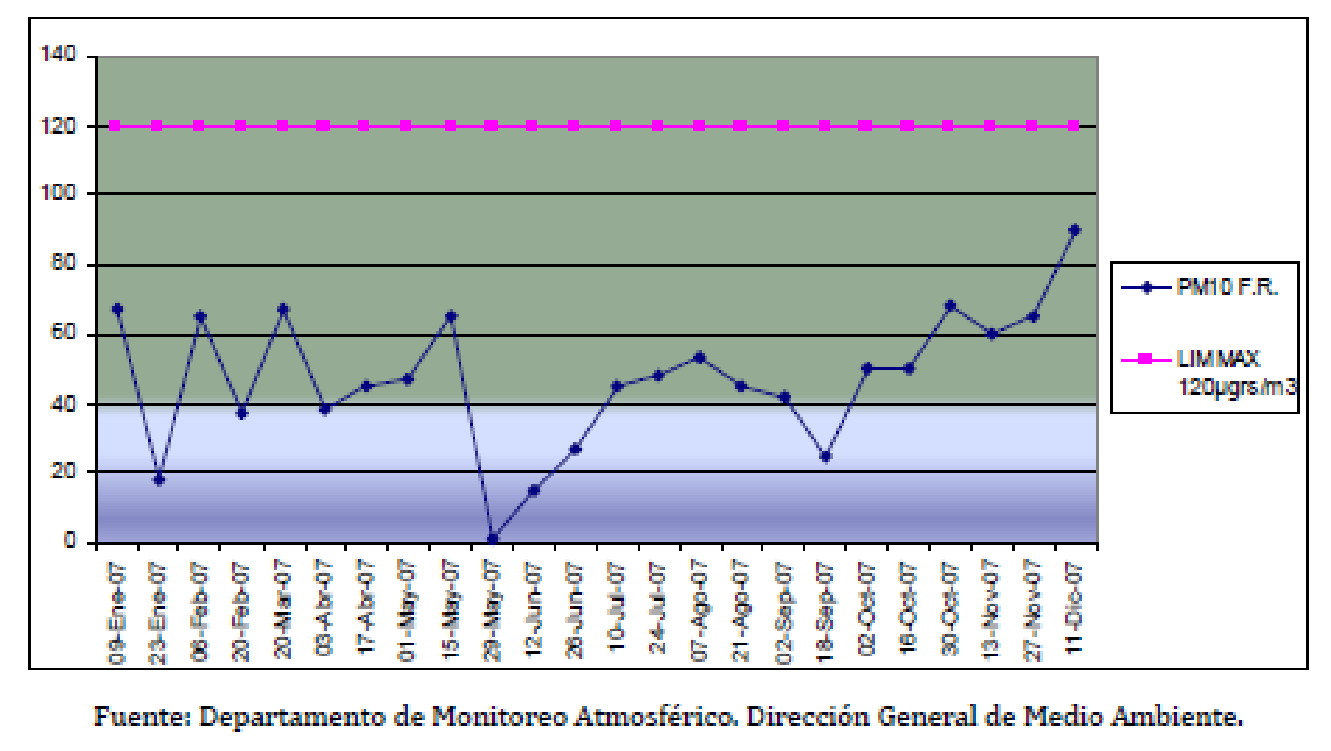 140
120
100
80
60
40
20
0
09-Ene-07
23-Ene-07
06-Feb-07
20-Feb-07
20-Mar-07
03-Abr-07
17-Abr-07
01-May-07
15-May-07
29-May-07
12-Jun-07
26-Jun-07
10-Jul-07
24-Jul-07
07-Ago-07
21-Ago-07
02-Sep-07
18-Sep-07
02-Oct-07
16-Oct-07
30-Oct-07
13-Nov-07
27-Nov-07
11-Dic-07
PM10 F.R.
LIM MAX
120µgrs/m3
Fuente: Departamento de Monitoreo Atmosférico. Dirección General de Medio Ambiente.